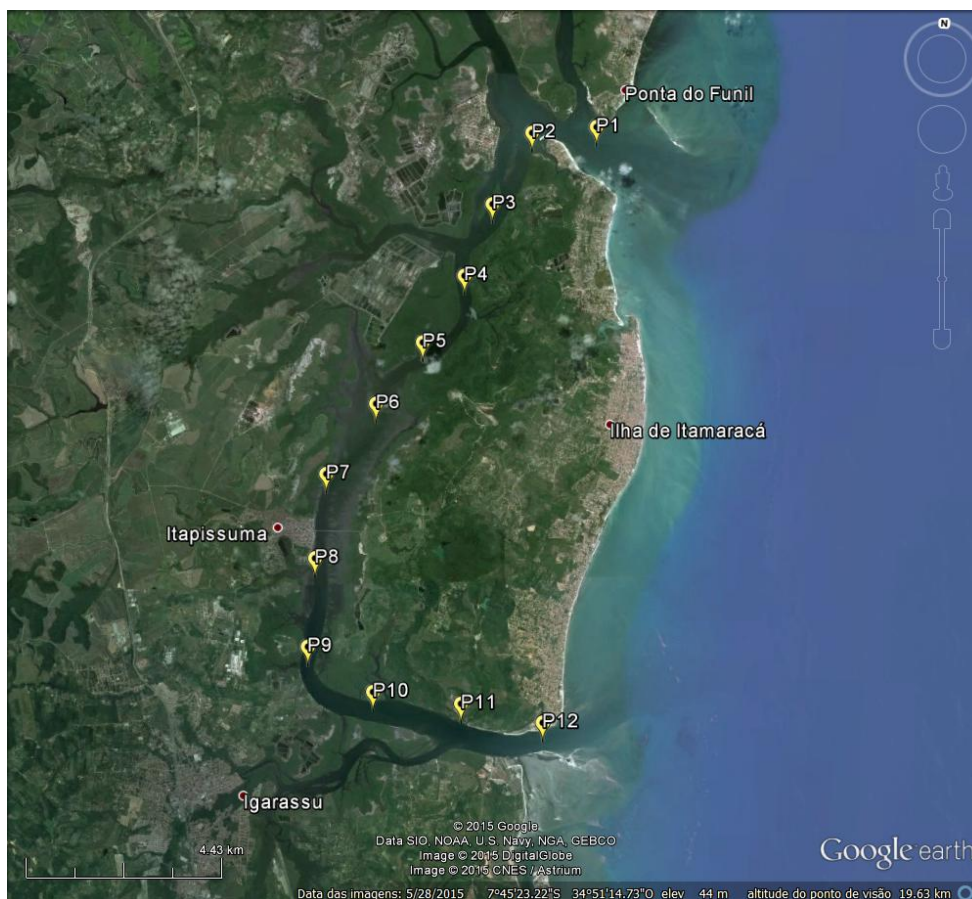 N
Ponta do Funil
P1
P2
P3
P4
P5
P6
Ilha de Itamaracá
P7
Itapissuma
P8
P9
P10
P11
P12
Igarassu
4.43 km
© 2015 Google
Data SIO, NOAA, U.S. Navy, NGA, GEBCO
Image © 2015 DigitalGlobe
Image © 2015 CNES / Astrium
Google earth
Data das imagens: 5/28/2015 7°45'23.22"S 34°51'14.73"O elev 44 m altitude do ponto de visão 19.63 km